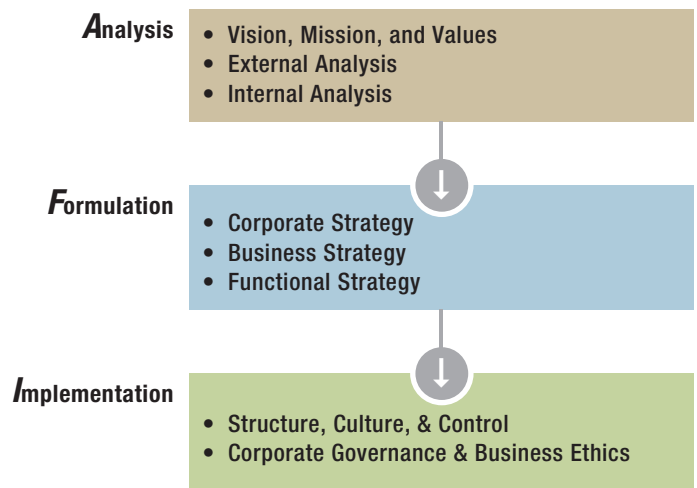 Analysis
• Vision, Mission, and Values
• External Analysis
• Internal Analysis
Formulation
• Corporate Strategy
• Business Strategy
• Functional Strategy
Implementation
• Structure, Culture, & Control
• Corporate Governance & Business Ethics